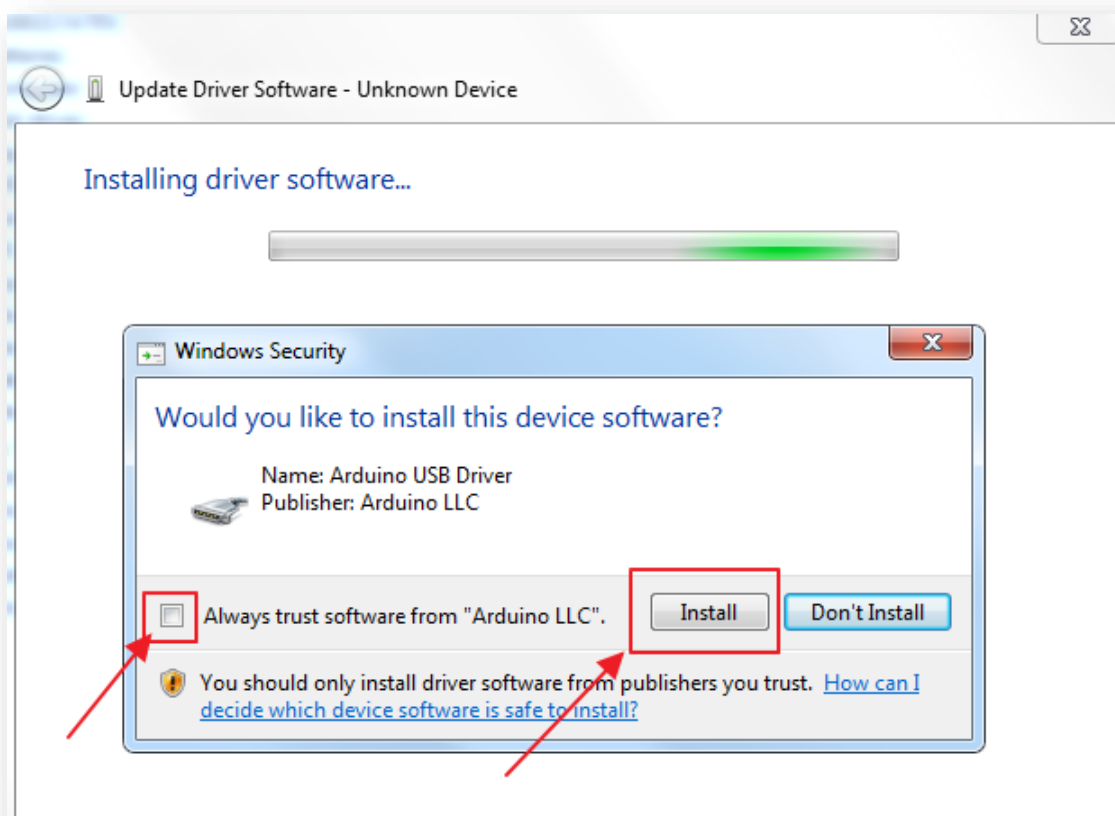 Update Driver Software - Unknown Device
Installing driver software...
Windows Security
Would you like to install this device software?
Name: Arduino USB Driver
Publisher: Arduino LLC
Always trust software from "Arduino LLC".
Install
Don't Install
You should only install driver software from publishers you trust. How can I
decide which device software is safe to install?